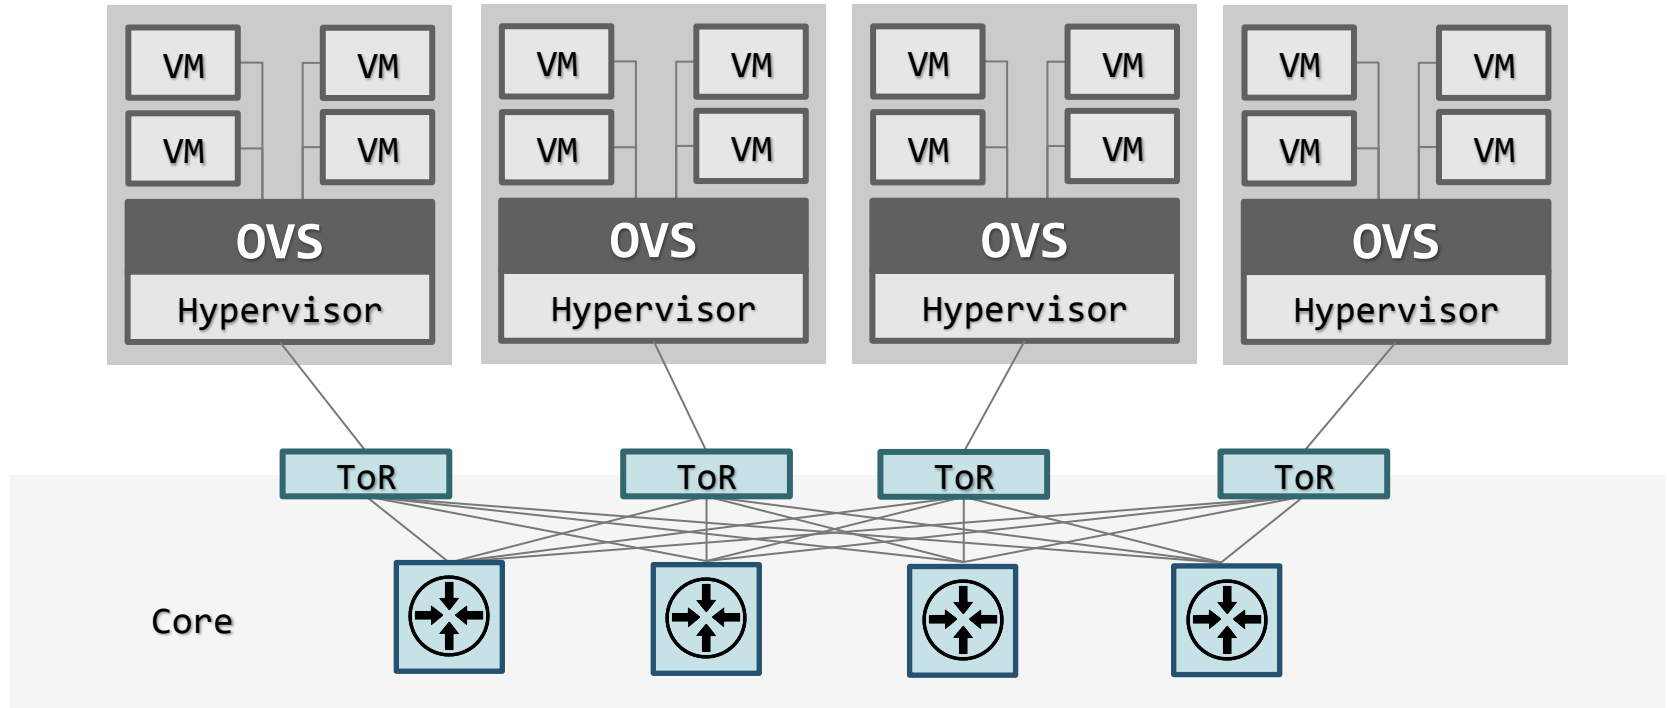 VM VM VM VM VM VM VM VM
VM VM VM VM VM VM VM VM
OVS OVS OVS OVS
Hypervisor Hypervisor Hypervisor Hypervisor
ToR ToR ToR ToR
Core